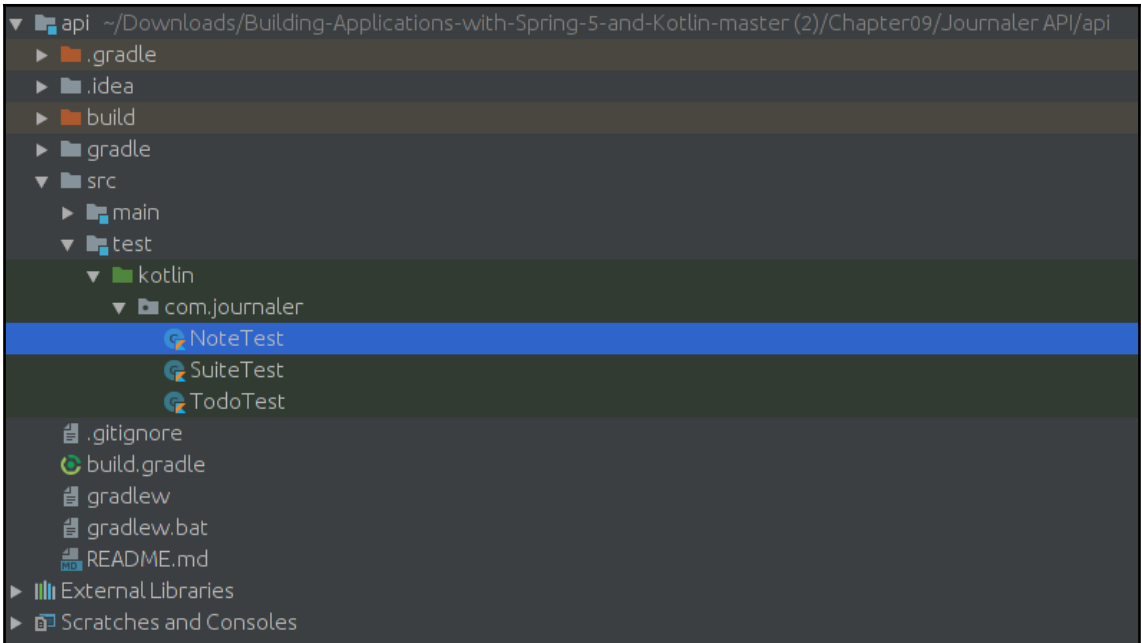 api ~/Downloads/Building-Applications-with-Spring-5-and-Kotlin-master (2)/Chapter09/Journaler API/api
.gradle
.idea
build
gradle
src
main
test
kotlin
com.journaler
NoteTest
SuiteTest
TodoTest
.gitignore
build.gradle
gradlew
gradlew.bat
README.md
External Libraries
Scratches and Consoles